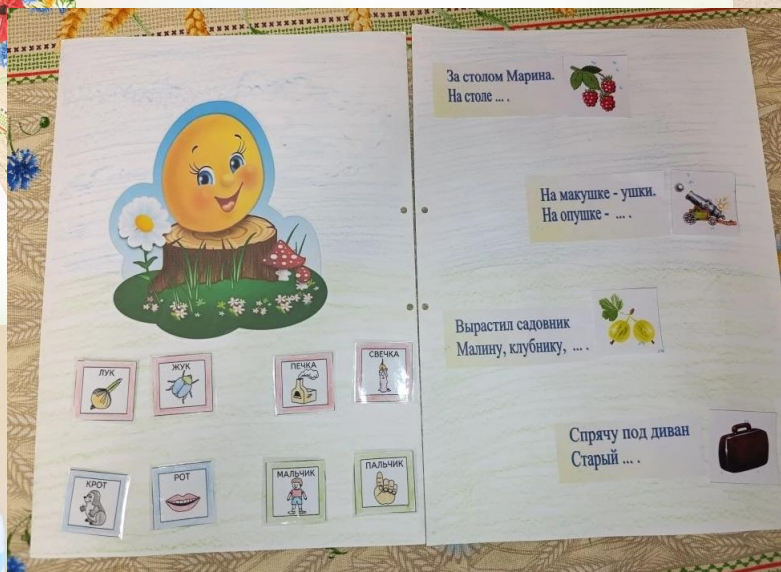 ЛУК
ЖУК
ПЕЧКА
СВЕЧКА
КРОТ
РОТ
МАЛЬЧИК
ПАЛЬЧИК
За столом Марина.
На столе ... .
На макушке - ушки.
На опушке - ... .
Вырастил садовник
Малину, клубнику, ... .
Спрячу под диван
Старый ... .